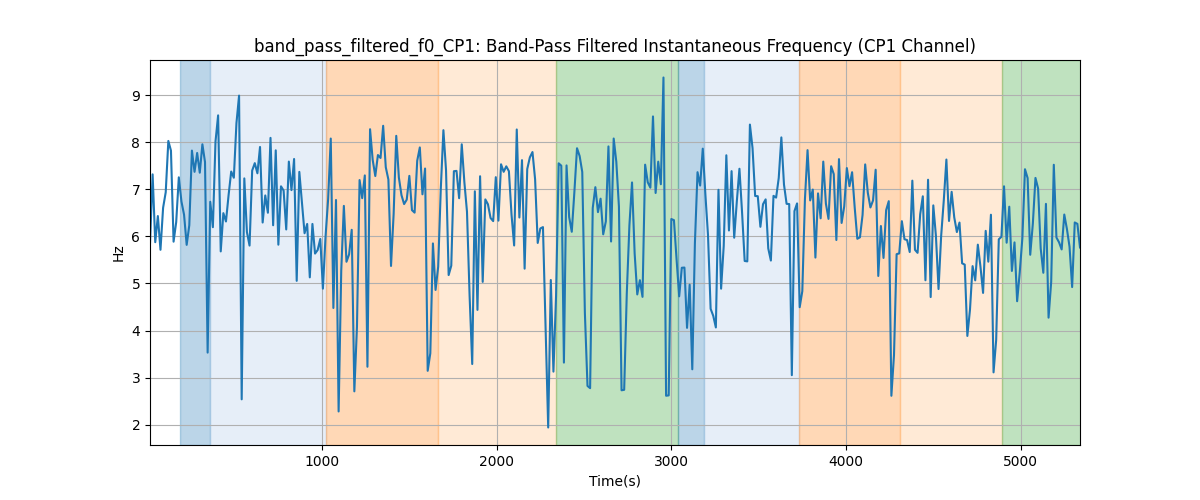 band_pass_filtered_f0_CP1: Band-Pass Filtered Instantaneous Frequency (CP1 Channel)
9
8
7
6
5
4
3
2
Hz
1000 2000 3000 4000 5000
Time(s)